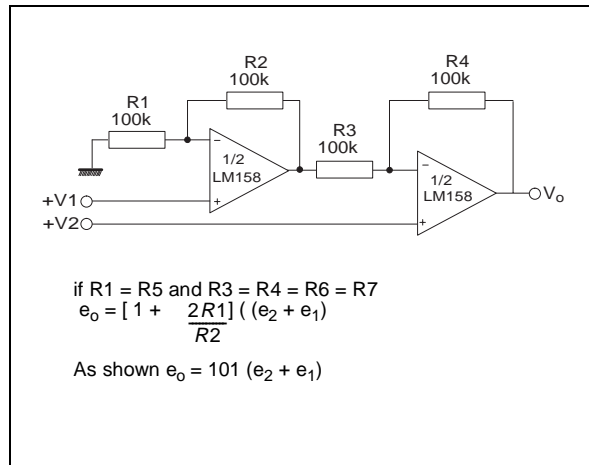 R1
100k
R2
100k
R3
100k
R4
100k
1/2
LM158
1/2
LM158
+V1
+V2
Vo
if R1 = R5 and R3 = R4 = R6 = R7
eo = [ 1 + 2R1/R2 ] ( (e2 + e1)
As shown eo = 101 (e2 + e1)